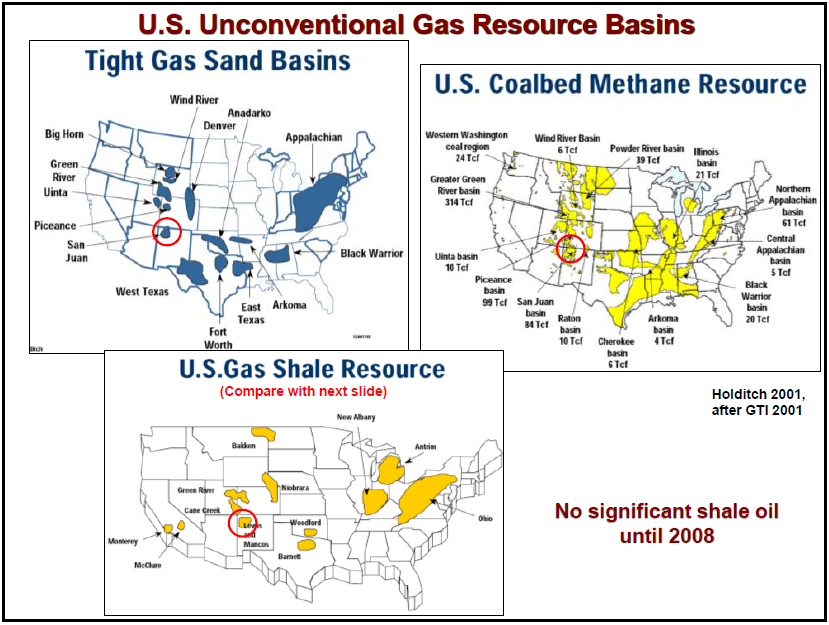 U.S. Unconventional Gas Resource Basins
Tight Gas Sand Basins
Wind River
Anadarko
Denver
Big Horn
Appalachian
Green
River
Uinta
Piceance
San
Juan
Black Warrior
West Texas
East
Texas
Arkoma
Fort
Worth
U.S. Coalbed Methane Resource
Western Washington
coal region
24 Tcf
Wind River Basin
6 Tcf
Powder River basin
39 Tcf
Illinois
basin
21 Tcf
Greater Green
River basin
314 Tcf
Northern
Appalachian
basin
61 Tcf
Central
Appalachian
basin
5 Tcf
Uinta basin
10 Tcf
Piceance
basin
99 Tcf
San Juan
basin
84 Tcf
Raton
basin
10 Tcf
Cherokee
basin
6 Tcf
Arkoma
basin
4 Tcf
Black
Warrior
basin
20 Tcf
U.S.Gas Shale Resource
(Compare with next slide)
New Albany
Bakken
Antrim
Green River
Niobrara
Cane Creek
Lewis
and
Mancos
Woodford
Ohio
Monterey
McClure
Barnett
Holditch 2001,
after GTI 2001
No significant shale oil
until 2008